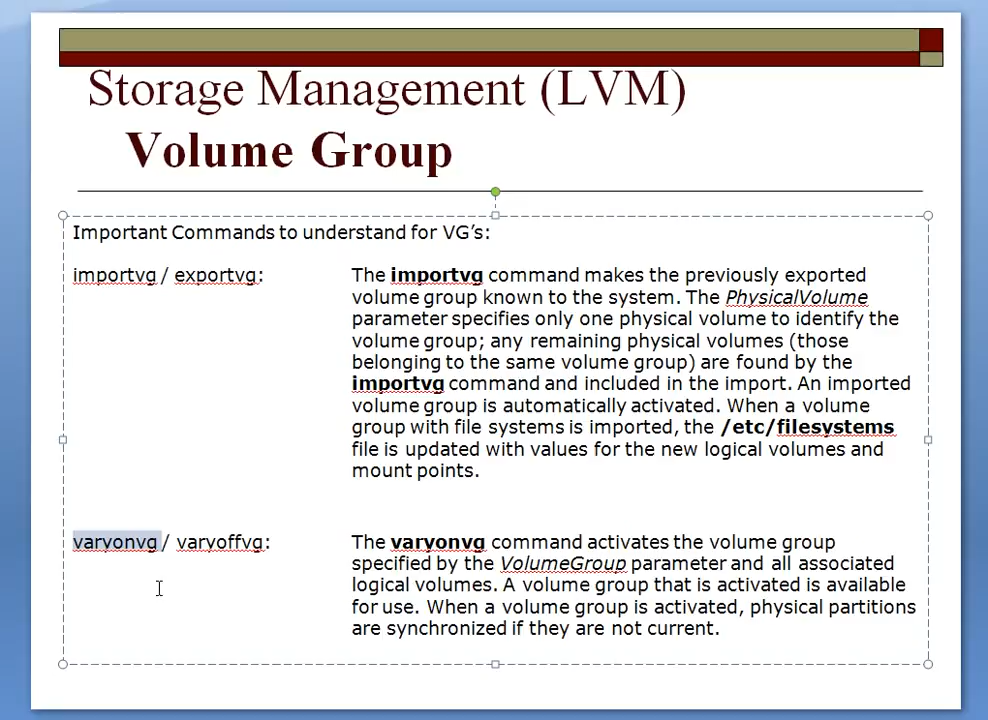 Storage Management (LVM)
Volume Group
Important Commands to understand for VG's:
importvg / exportvg:
The importvg command makes the previously exported
volume group known to the system. The PhysicalVolume
parameter specifies only one physical volume to identify the
volume group; any remaining physical volumes (those
belonging to the same volume group) are found by the
importvg command and included in the import. An imported
volume group is automatically activated. When a volume
group with file systems is imported, the /etc/filesystems
file is updated with values for the new logical volumes and
mount points.
varyonvg / varyoffvg:
The varyonvg command activates the volume group
specified by the VolumeGroup parameter and all associated
logical volumes. A volume group that is activated is available
for use. When a volume group is activated, physical partitions
are synchronized if they are not current.